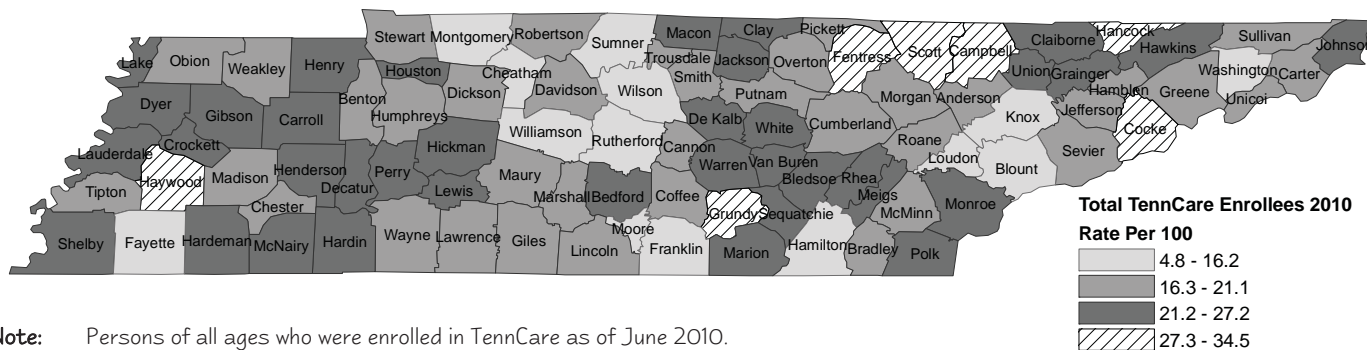 Stewart Montgomery Robertson Sumner Macon Clay Pickett Fentress Scott Campbell Claiborne Hancock Hawkins Sullivan Johnso
Lake Obion Weakley Henry Houston Cheatham Trousdale Smith Jackson Overton Union Grainger Washington Carter
Dyer Gibson Carroll Benton Humphreys Dickson Davidson Wilson Putnam Morgan Anderson Hamblen Greene Unicoi
Crockett Williamson Rutherford De Kalb White Cumberland Roane Knox Jefferson Cocke
Lauderdale Haywood Madison Henderson Decatur Perry Hickman Cannon Warren Van Buren Loudon Blount Sevier
Tipton Chester Lewis Maury Marshall Bedford Coffee Bledsoe Rhea Meigs McMinn Monroe
Shelby Fayette Hardeman McNairy Hardin Wayne Lawrence Giles Lincoln Moore Franklin Grundy Sequatchie Marion Hamilton Bradley Polk
Total TennCare Enrollees 2010
Rate Per 100
4.8 - 16.2
16.3 - 21.1
21.2 - 27.2
27.3 - 34.5
Note: Persons of all ages who were enrolled in TennCare as of June 2010.